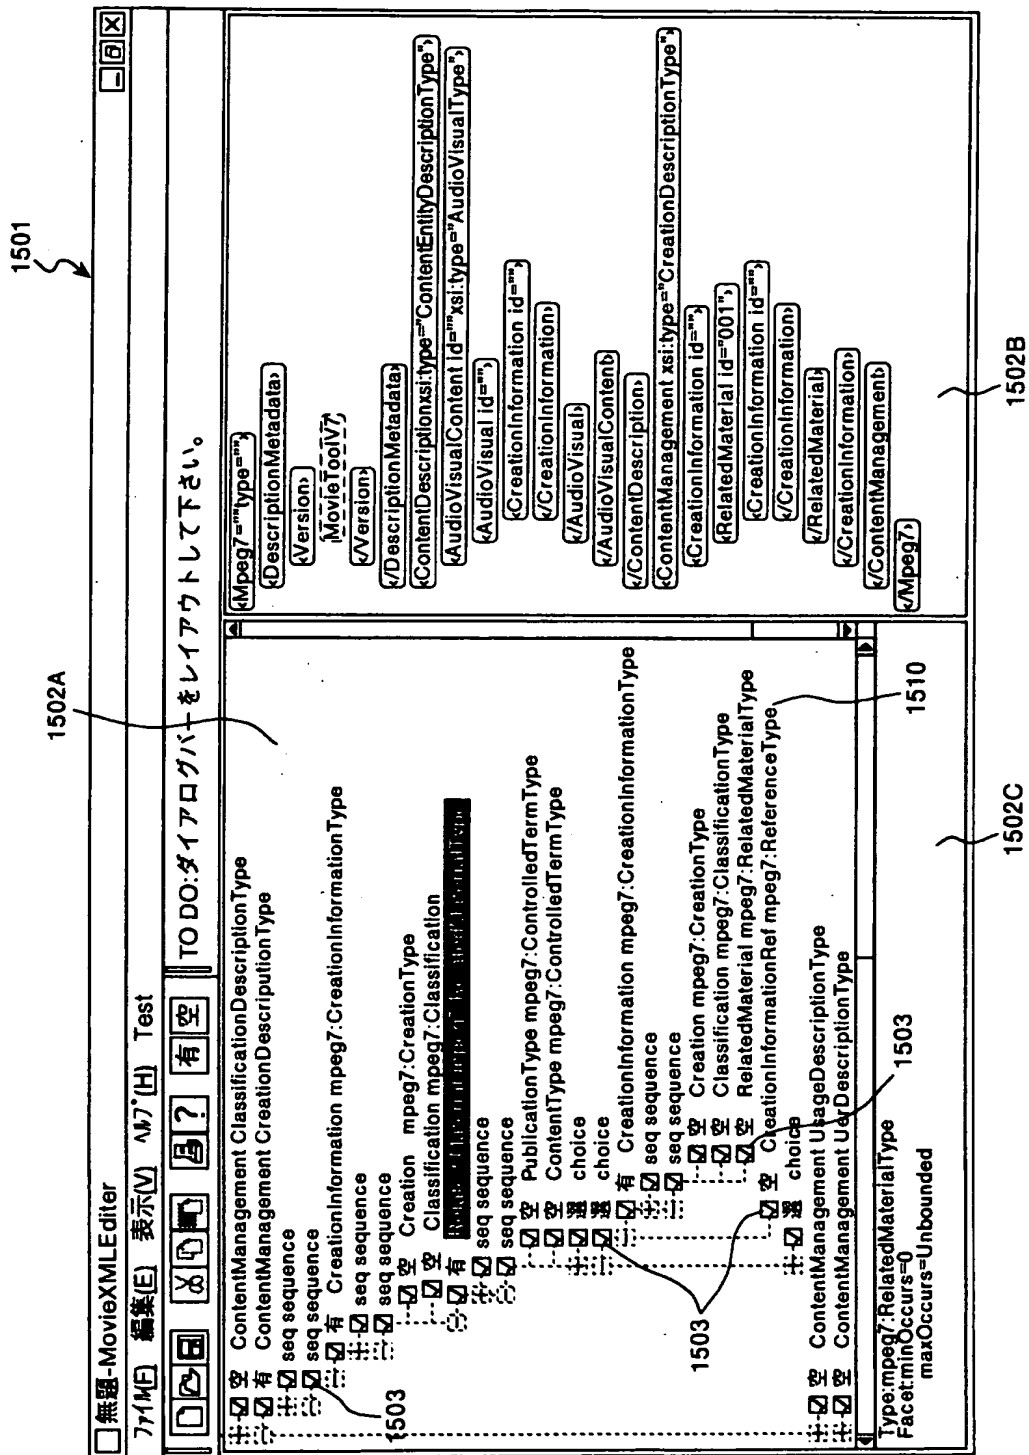 1501
無題-MovieXMLEditer
ファイル(F) 編集(E) 表示(V) ヘルプ(H) Test
? 有 空 TO DO:ダイアログバーをレイアウトして下さい。
1502A
空 ContentManagement ClassificationDescriptionType
有 ContentManagement CreationDescriputionType
seq sequence
seq sequence
1503
有 CreationInformation mpeg7:CreationInformationType
seq sequence
seq sequence
空 Creation mpeg7:CreationType
空 Classification mpeg7:Classification
有
seq sequence
seq sequence
空 PublicationType mpeg7:ControlledTermType
空 ContentType mpeg7:ControlledTermType
選 choice
選 choice
1503
有 CreationInformation mpeg7:CreationInformationType
seq sequence
seq sequence
空 Creation mpeg7:CreationType
空 Classification mpeg7:ClassificationType
空 RelatedMaterial mpeg7:RelatedMaterialType
空 CreationInformationRef mpeg7:ReferenceType
1510
選 choice
1503
空 ContentManagement UsageDescriptionType
空 ContentManagement UerDescriptionType
Type:mpeg7:RelatedMaterialType
Facet:minOccurs=0
maxOccurs=Unbounded
1502C
<Mpeg7=""type="">
<DescriptionMetadata>
<Version>
MovieToolV7
</Version>
</DescriptionMetadata>
<ContentDescriptionxsi:type="ContentEntityDescriptionType">
<AudioVisualContent id=""xsi:type="AudioVisualType">
<AudioVisual id="">
<CreationInformation id="">
</CreationInformation>
</AudioVisual>
</AudioVisualContent>
</ContentDescription>
<ContentManagement xsi:type="CreationDescriptionType">
<CreationInformation id="">
<RelatedMaterial id="001">
<CreationInformation id="">
</CreationInformation>
</RelatedMaterial>
</CreationInformation>
</ContentManagement>
</Mpeg7>
1502B